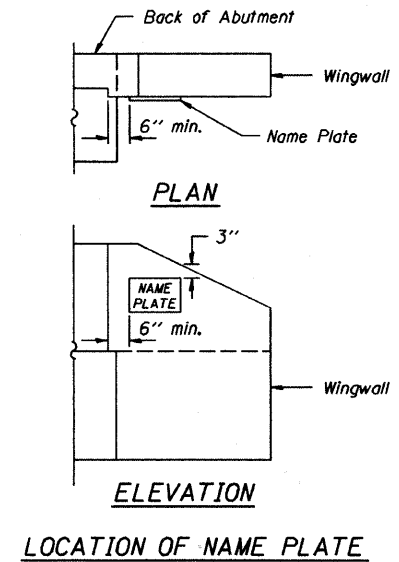 Back of Abutment
Wingwall
6" min.
Name Plate
PLAN
3"
NAME
PLATE
6" min.
Wingwall
ELEVATION
LOCATION OF NAME PLATE